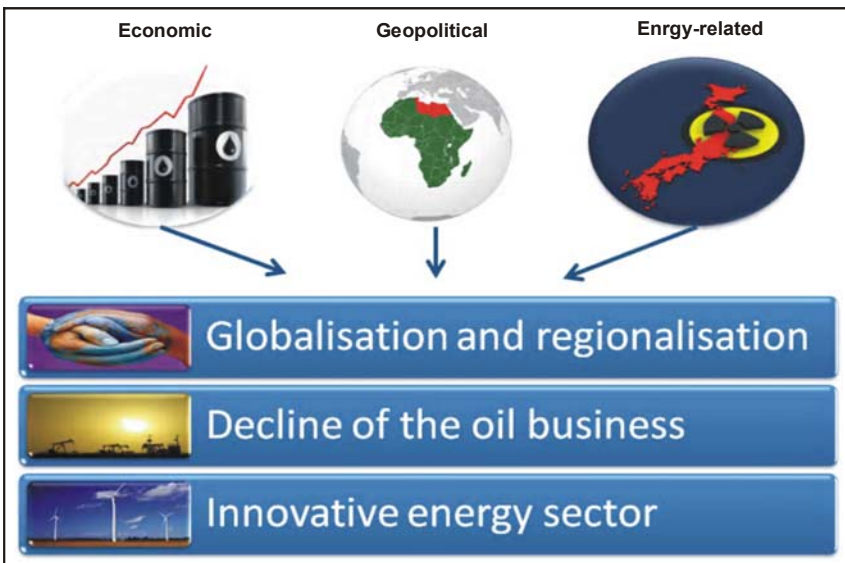 Economic Geopolitical Enrgy-related
Globalisation and regionalisation
Decline of the oil business
Innovative energy sector